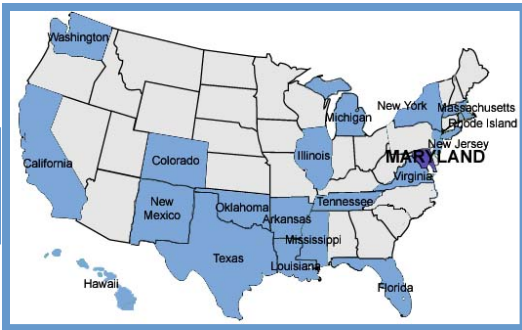 Washington
Michigan
New York
Massachusetts
Rhode Island
New Jersey
MARYLAND
California
Colorado
Illinois
Virginia
New
Mexico
Oklahoma
Arkansas
Tennessee
Mississippi
Texas
Louisiana
Hawaii
Florida